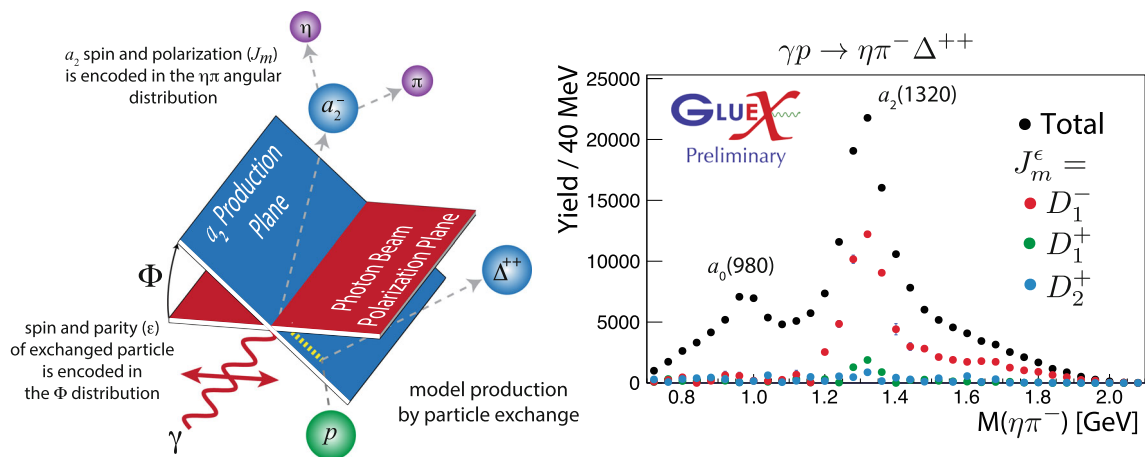 η
a₂ spin and polarization (Jₘ)
is encoded in the ηπ angular
distribution
π
a₂⁻
a₂ Production
Plane
Photon Beam
Polarization Plane
Φ
Δ⁺⁺
spin and parity (ε)
of exchanged particle
is encoded in
the Φ distribution
model production
by particle exchange
γ
p
γp → ηπ⁻Δ⁺⁺
Yield / 40 MeV
25000
20000
15000
10000
5000
0
GLUEX
Preliminary
a₂(1320)
a₀(980)
Total
J_m^ϵ =
D₁⁻
D₁⁺
D₂⁺
0.8 1.0 1.2 1.4 1.6 1.8 2.0
M(ηπ⁻) [GeV]